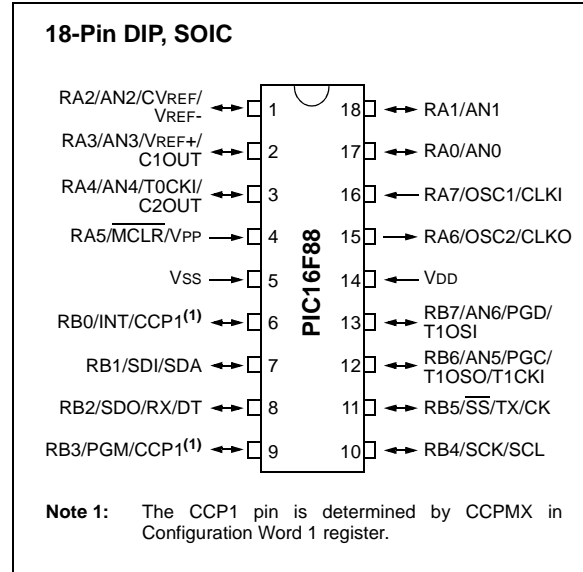 18-Pin DIP, SOIC
RA2/AN2/CVREF/
VREF-
1
18
RA1/AN1
RA3/AN3/VREF+/
C1OUT
2
17
RA0/AN0
RA4/AN4/T0CKI/
C2OUT
3
16
RA7/OSC1/CLKI
RA5/MCLR/VPP
4
15
RA6/OSC2/CLKO
VSS
5
14
VDD
RB0/INT/CCP1(1)
6
13
RB7/AN6/PGD/
T1OSI
RB1/SDI/SDA
7
12
RB6/AN5/PGC/
T1OSO/T1CKI
RB2/SDO/RX/DT
8
11
RB5/SS/TX/CK
RB3/PGM/CCP1(1)
9
10
RB4/SCK/SCL
PIC16F88
Note 1: The CCP1 pin is determined by CCPMX in
Configuration Word 1 register.